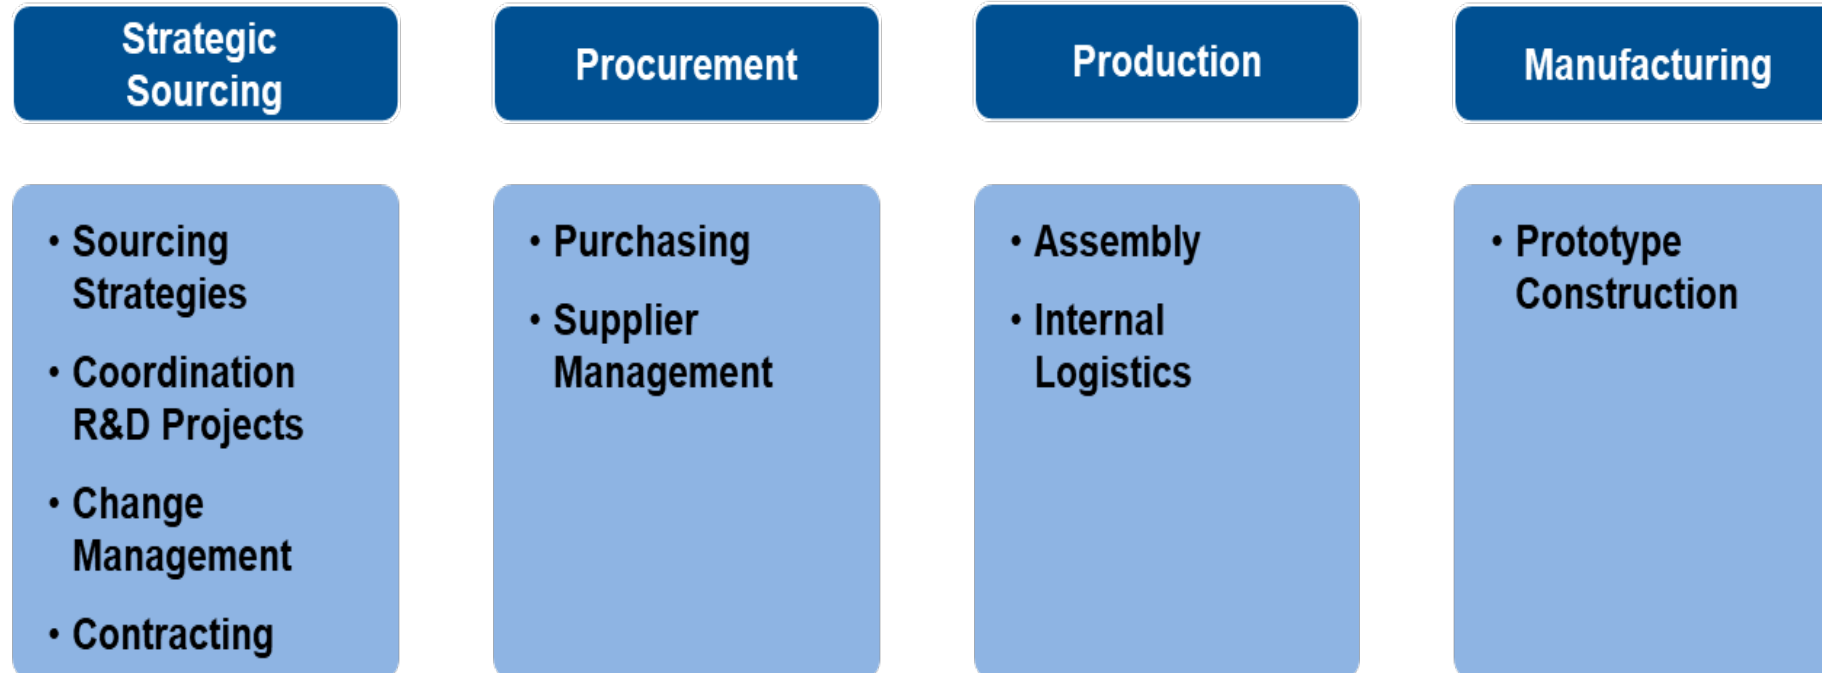 Strategic
Sourcing
Procurement
Production
Manufacturing
• Sourcing
Strategies
• Coordination
R&D Projects
• Change
Management
• Contracting
• Purchasing
• Supplier
Management
• Assembly
• Internal
Logistics
• Prototype
Construction